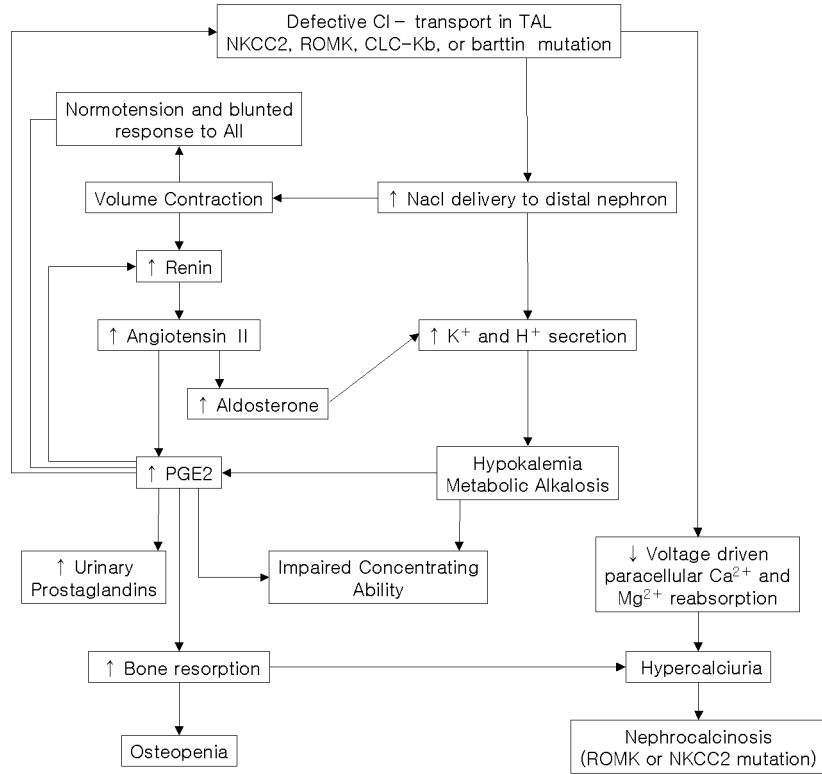 Defective Cl− transport in TAL
NKCC2, ROMK, CLC-Kb, or barttin mutation
Normotension and blunted
response to AII
Volume Contraction
↑ Nacl delivery to distal nephron
↑ Renin
↑ Angiotensin II
↑ K⁺ and H⁺ secretion
↑ Aldosterone
↑ PGE2
Hypokalemia
Metabolic Alkalosis
↑ Urinary
Prostaglandins
Impaired Concentrating
Ability
↓ Voltage driven
paracellular Ca²⁺ and
Mg²⁺ reabsorption
↑ Bone resorption
Hypercalciuria
Osteopenia
Nephrocalcinosis
(ROMK or NKCC2 mutation)